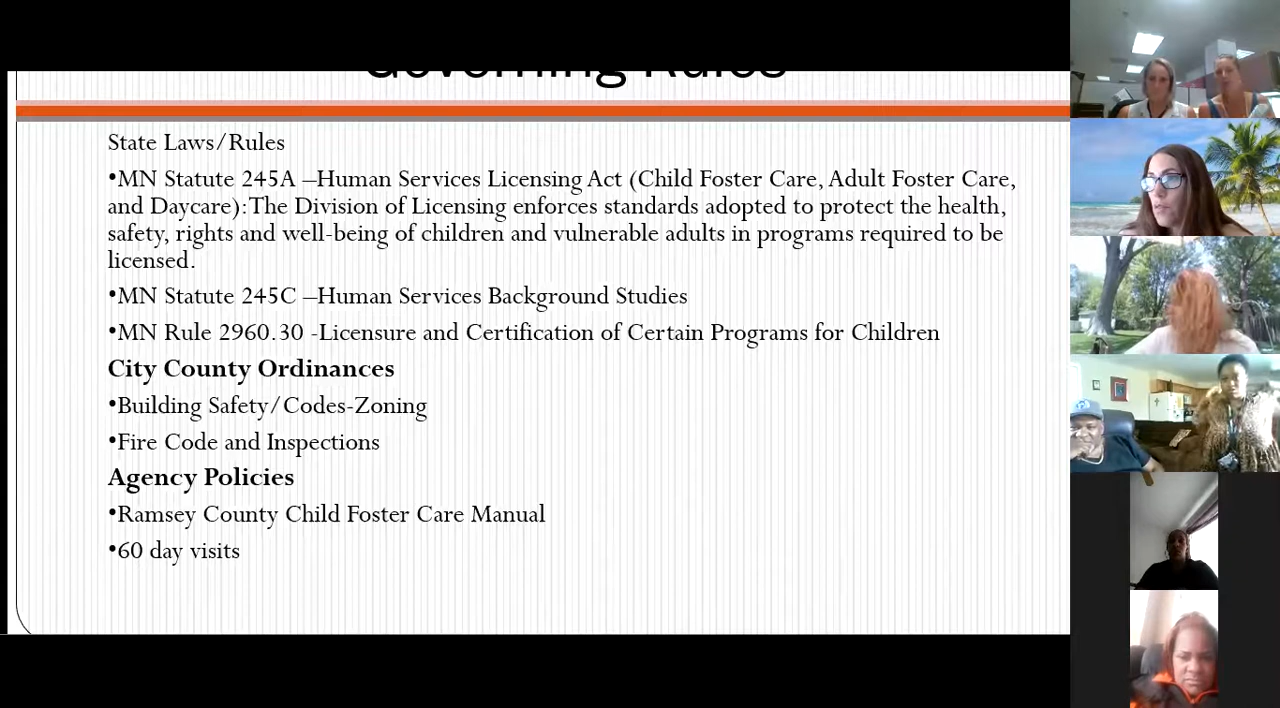 Governing Rules
State Laws/Rules
•MN Statute 245A –Human Services Licensing Act (Child Foster Care, Adult Foster Care,
and Daycare):The Division of Licensing enforces standards adopted to protect the health,
safety, rights and well-being of children and vulnerable adults in programs required to be
licensed.
•MN Statute 245C –Human Services Background Studies
•MN Rule 2960.30 -Licensure and Certification of Certain Programs for Children
City County Ordinances
•Building Safety/Codes-Zoning
•Fire Code and Inspections
Agency Policies
•Ramsey County Child Foster Care Manual
•60 day visits